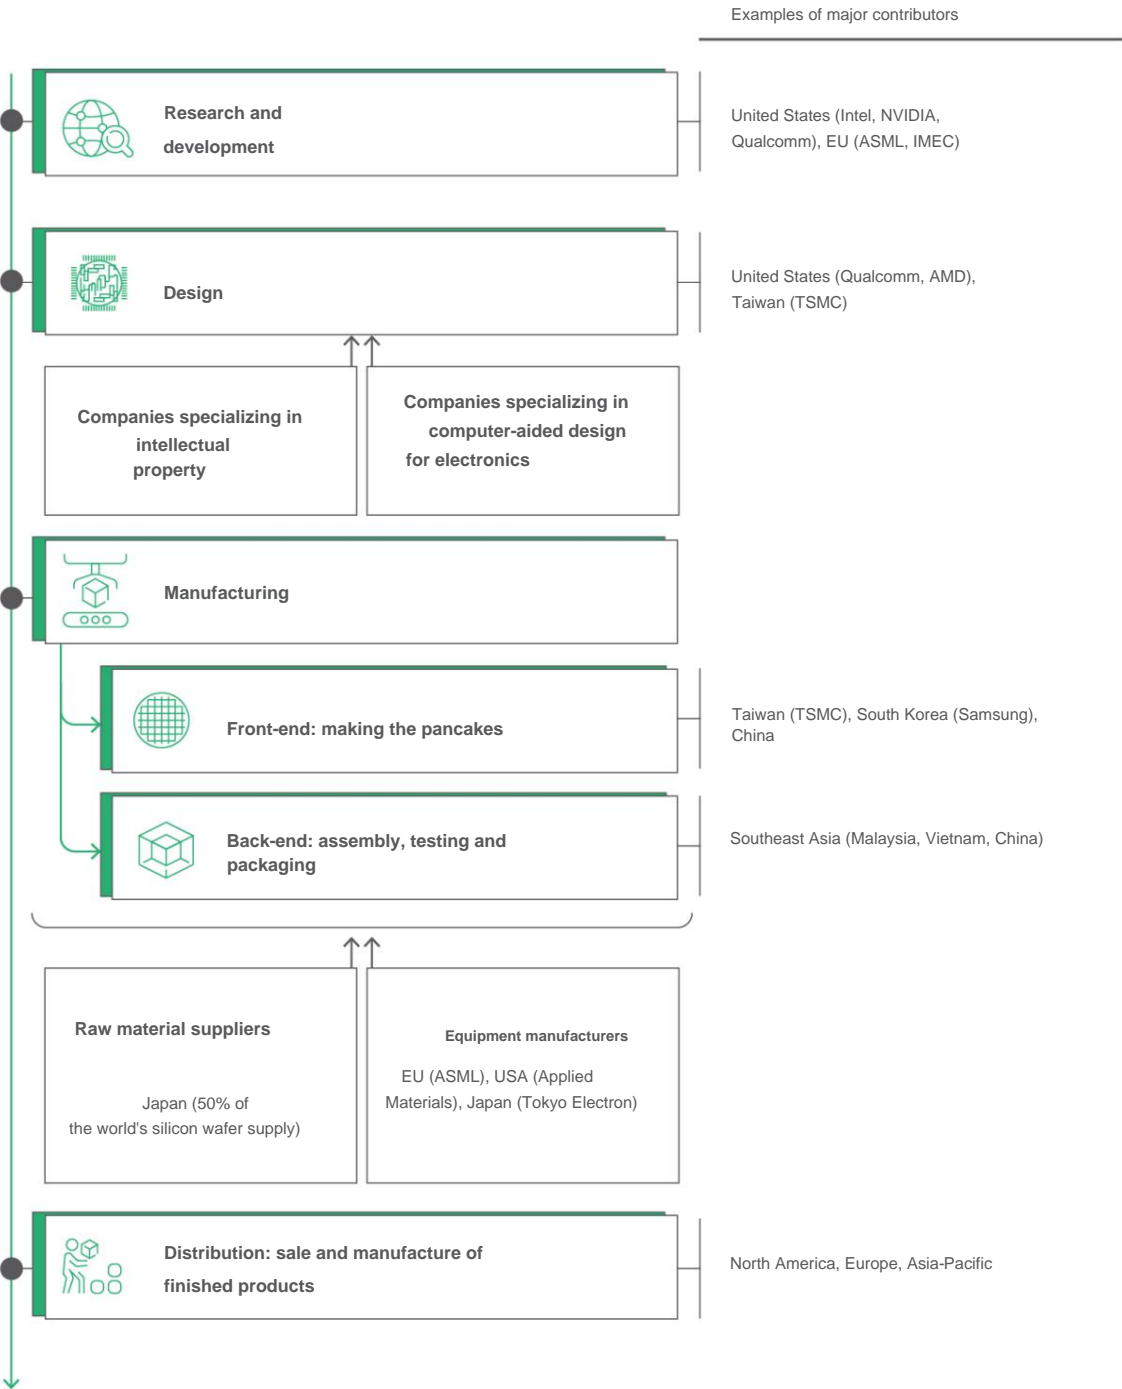 Examples of major contributors
Research and
development
United States (Intel, NVIDIA,
Qualcomm), EU (ASML, IMEC)
Design
United States (Qualcomm, AMD),
Taiwan (TSMC)
Companies specializing in
intellectual
property
Companies specializing in
computer-aided design
for electronics
Manufacturing
Front-end: making the pancakes
Taiwan (TSMC), South Korea (Samsung),
China
Back-end: assembly, testing and
packaging
Southeast Asia (Malaysia, Vietnam, China)
Raw material suppliers
Japan (50% of
the world's silicon wafer supply)
Equipment manufacturers
EU (ASML), USA (Applied
Materials), Japan (Tokyo Electron)
Distribution: sale and manufacture of
finished products
North America, Europe, Asia-Pacific